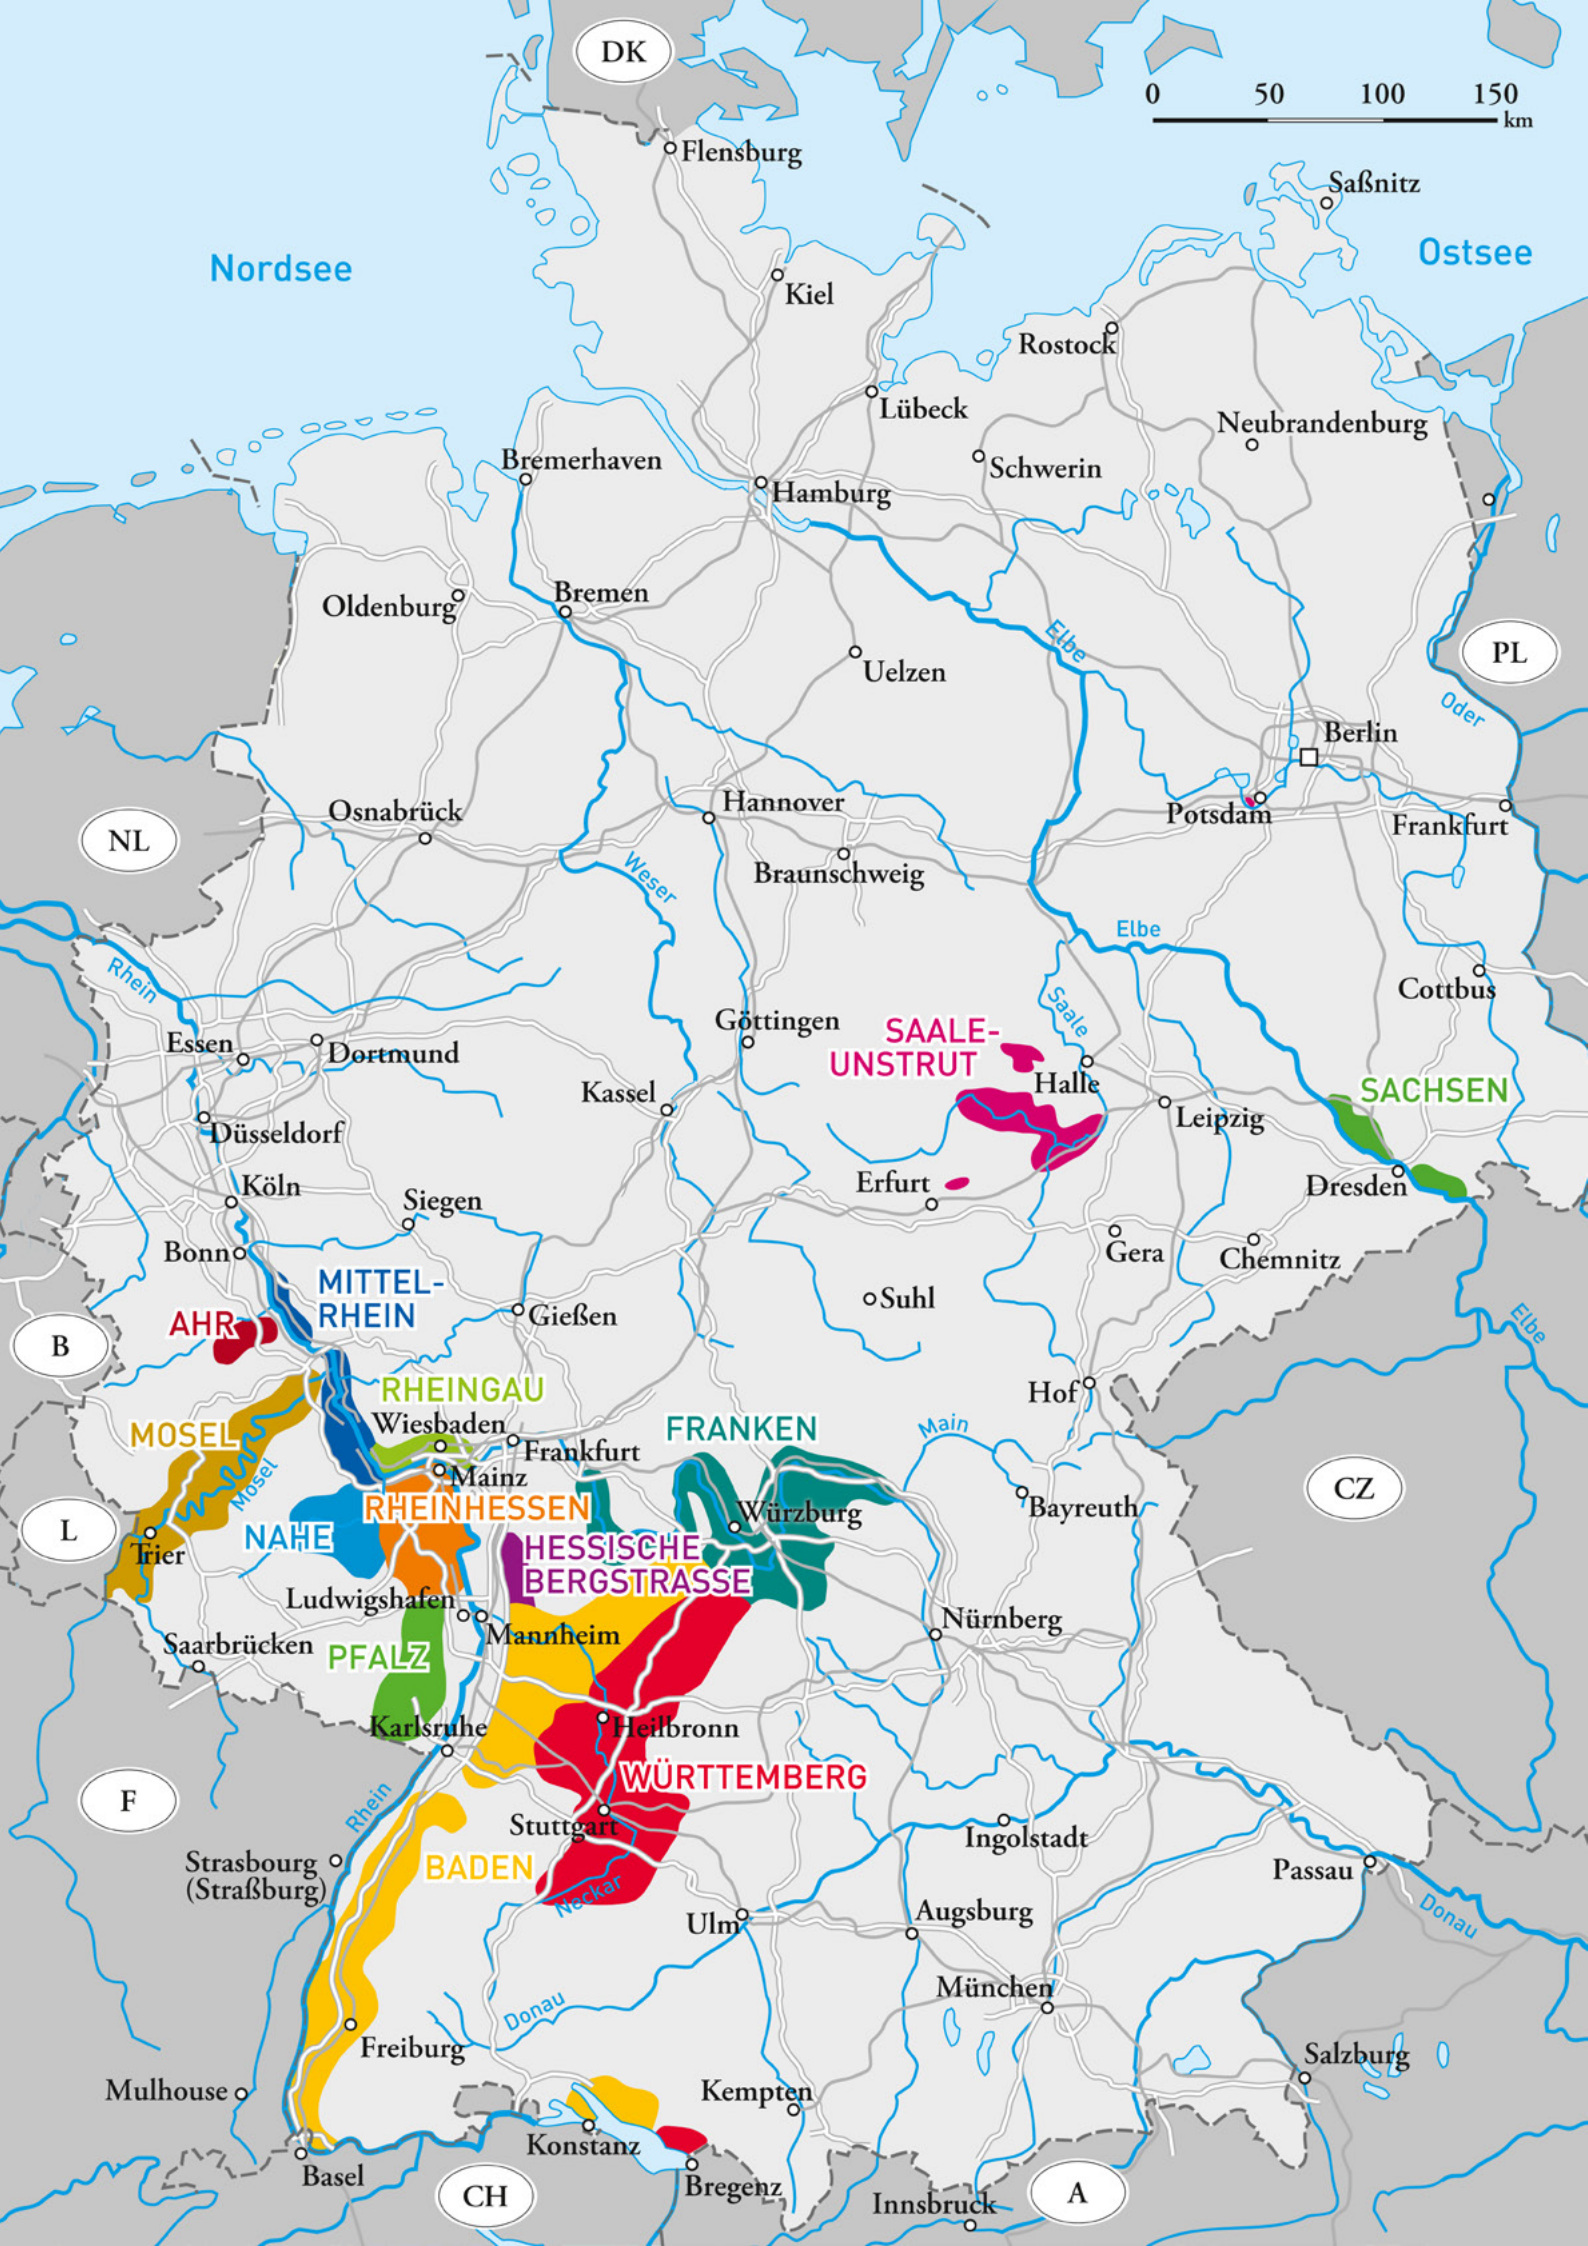 DK
0 50 100 150
km
Flensburg
Saßnitz
Nordsee
Ostsee
Kiel
Rostock
Lübeck
Neubrandenburg
Bremerhaven
Schwerin
Hamburg
Bremen
Oldenburg
Elbe
PL
Uelzen
Oder
Berlin
Osnabrück
Hannover
Potsdam
Frankfurt
NL
Weser
Braunschweig
Elbe
Rhein
Cottbus
Saale
Göttingen
SAALE-
UNSTRUT
Essen
Dortmund
Halle
SACHSEN
Kassel
Leipzig
Düsseldorf
Köln
Siegen
Erfurt
Dresden
Bonn
Gera
Chemnitz
MITTEL-
RHEIN
Suhl
AHR
Gießen
Elbe
B
RHEINGAU
Hof
MOSEL
Wiesbaden
FRANKEN
Main
Frankfurt
Mosel
Mainz
CZ
RHEINHESSEN
Würzburg
Bayreuth
L
NAHE
Trier
HESSISCHE
BERGSTRASSE
Ludwigshafen
Nürnberg
Mannheim
Saarbrücken
PFALZ
Karlsruhe
Heilbronn
WÜRTTEMBERG
F
Rhein
Stuttgart
Ingolstadt
Strasbourg
(Straßburg)
BADEN
Passau
Neckar
Ulm
Augsburg
Donau
München
Donau
Freiburg
Salzburg
Mulhouse
Kempten
Konstanz
Basel
CH
Bregenz
A
Innsbruck